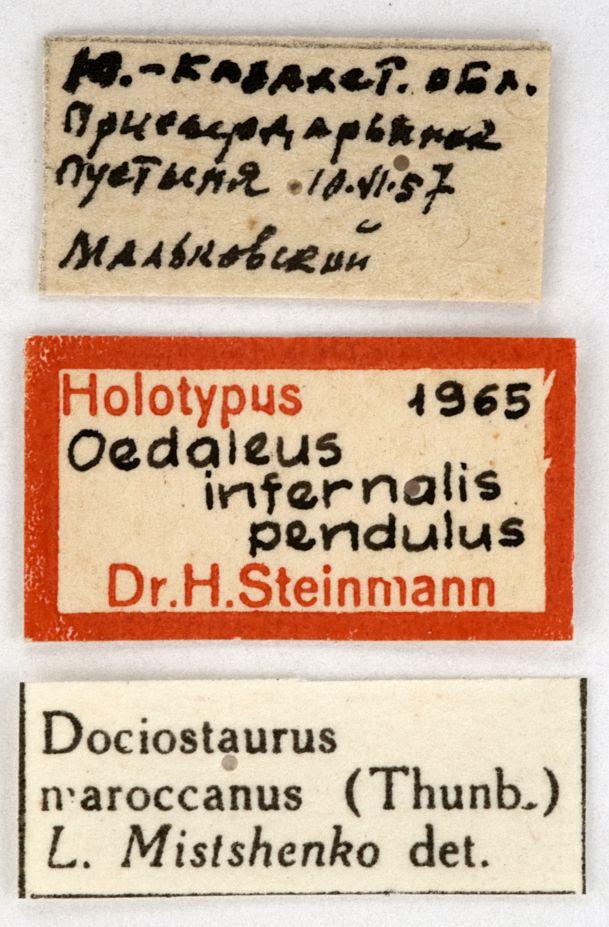 Ю.-Казахст. обл.
Присырдарьинская
пустыня 10.VI.57
Мальковский
Holotypus 1965
Oedaleus
infernalis
pendulus
Dr.H.Steinmann
Dociostaurus
maroccanus (Thunb.)
L. Mistshenko det.